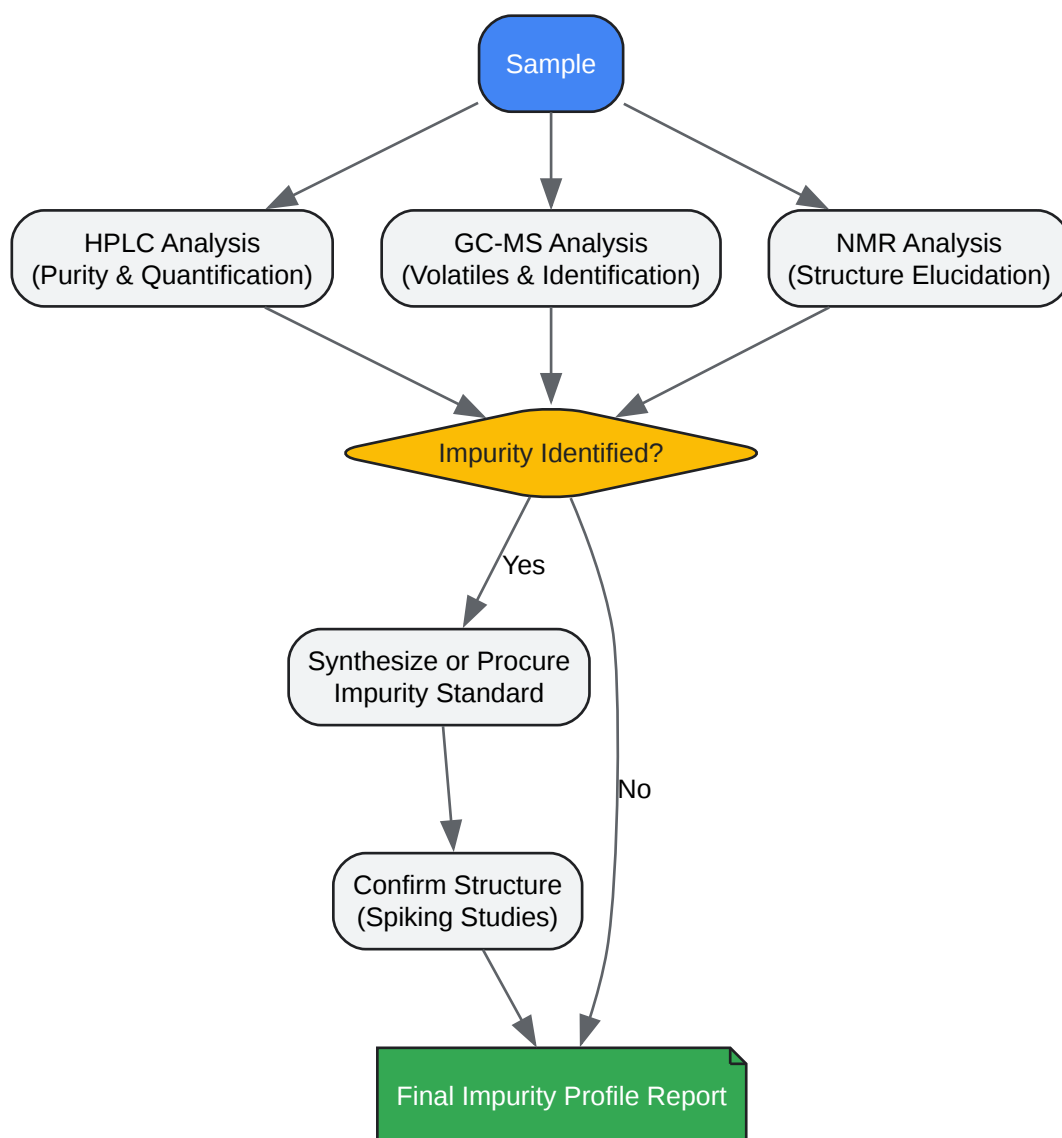 Sample
HPLC Analysis
(Purity & Quantification)
GC-MS Analysis
(Volatiles & Identification)
NMR Analysis
(Structure Elucidation)
Impurity Identified?
Yes
Synthesize or Procure
Impurity Standard
No
Confirm Structure
(Spiking Studies)
Final Impurity Profile Report